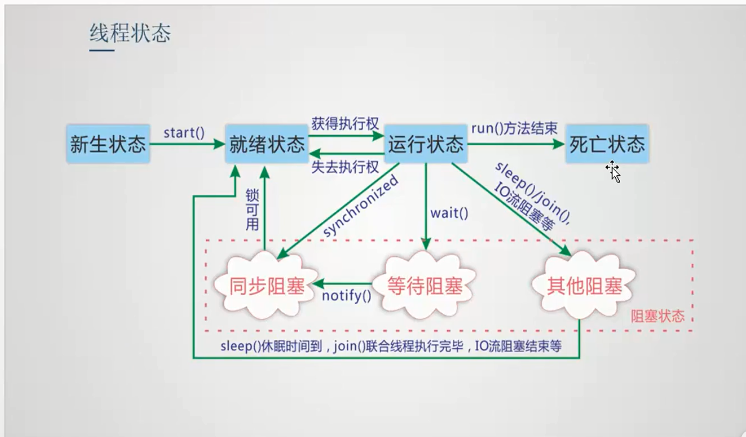 线程状态
新生状态
start()
就绪状态
获得执行权
失去执行权
运行状态
run()方法结束
死亡状态
锁可用
synchronized
wait()
sleep()/join(),
IO流阻塞等
同步阻塞
notify()
等待阻塞
其他阻塞
阻塞状态
sleep()休眠时间到，join()联合线程执行完毕，IO流阻塞结束等